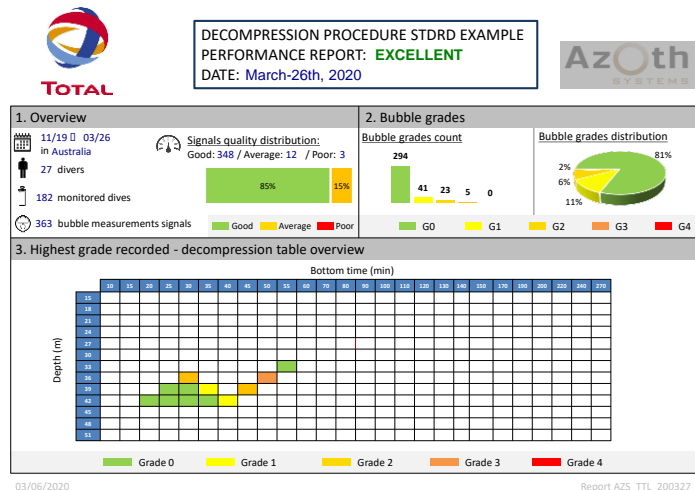 TOTAL
DECOMPRESSION PROCEDURE STDRD EXAMPLE
PERFORMANCE REPORT: EXCELLENT
DATE: March-26th, 2020
AzOth
SYSTEMS
1. Overview
11/19 ▯ 03/26
in Australia
27 divers
182 monitored dives
363 bubble measurements signals
Signals quality distribution:
Good: 348 / Average: 12 / Poor: 3
85% 15%
Good Average Poor
2. Bubble grades
Bubble grades count
294 41 23 5 0
Bubble grades distribution
81%
2%
6%
11%
G0 G1 G2 G3 G4
3. Highest grade recorded - decompression table overview
Bottom time (min)
10 15 20 25 30 35 40 45 50 55 60 70 80 90 100 110 120 130 140 150 170 180 190 200 220 240 270
Depth (m)
15
18
21
24
27
30
33
36
39
42
45
48
51
Grade 0 Grade 1 Grade 2 Grade 3 Grade 4
03/06/2020 Report AZS_TTL_200327